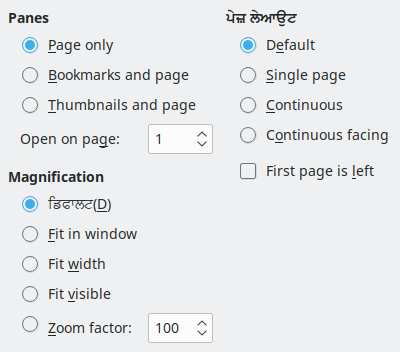 Panes
Page only
Bookmarks and page
Thumbnails and page
Open on page: 1
Magnification
ਡਿਫਾਲਟ(D)
Fit in window
Fit width
Fit visible
Zoom factor: 100
ਪੇਜ਼ ਲੇਆਉਟ
Default
Single page
Continuous
Continuous facing
First page is left